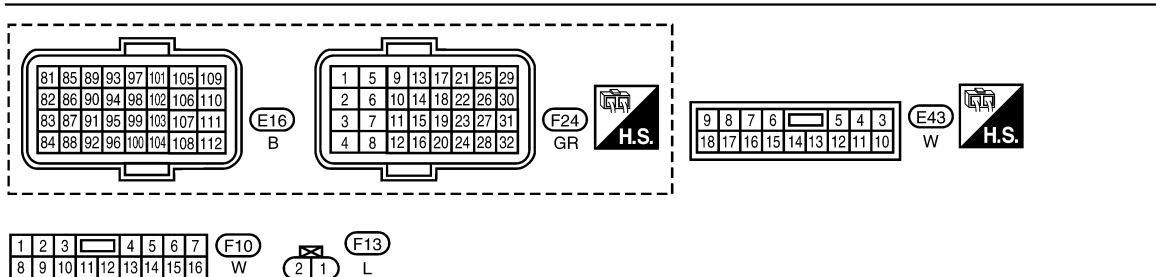 81 85 89 93 97 101 105 109
82 86 90 94 98 102 106 110
83 87 91 95 99 103 107 111
84 88 92 96 100 104 108 112
E16
B
1 5 9 13 17 21 25 29
2 6 10 14 18 22 26 30
3 7 11 15 19 23 27 31
4 8 12 16 20 24 28 32
F24
GR
H.S.
9 8 7 6 5 4 3
18 17 16 15 14 13 12 11 10
E43
W
H.S.
1 2 3 4 5 6 7
8 9 10 11 12 13 14 15 16
F10
W
2 1
F13
L